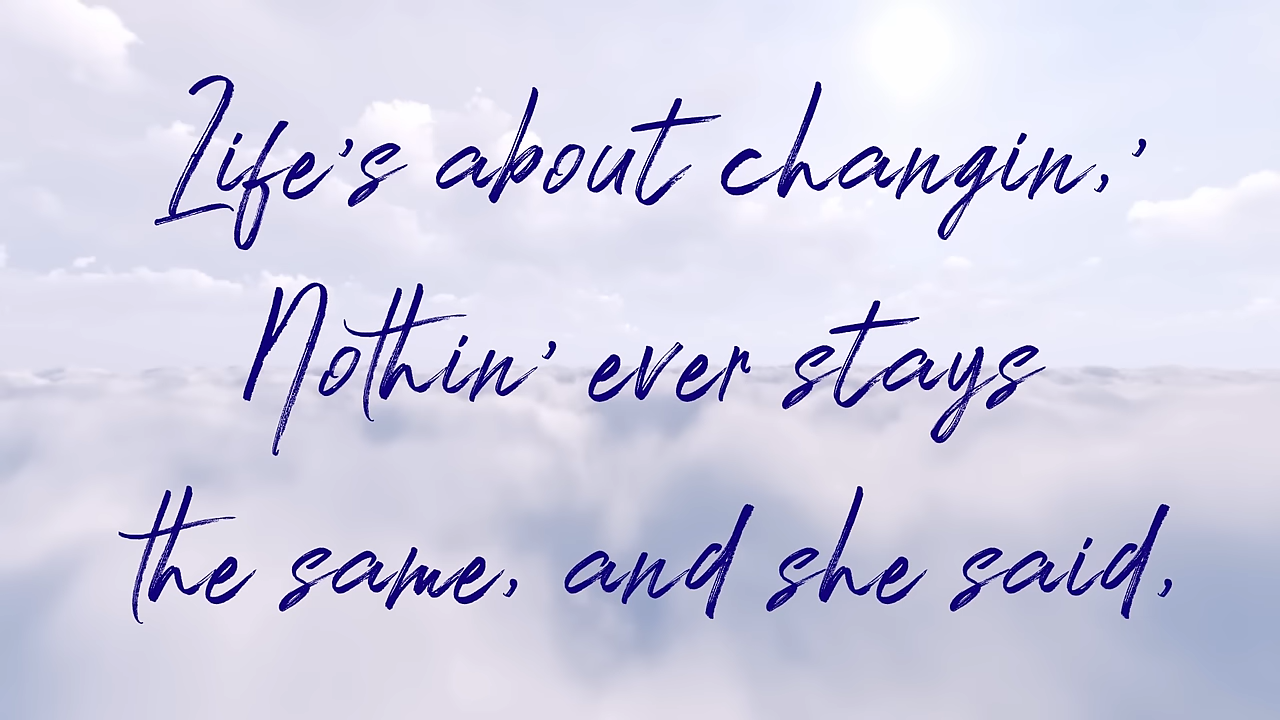 Life's about changin,'
Nothin' ever stays
the same, and she said,